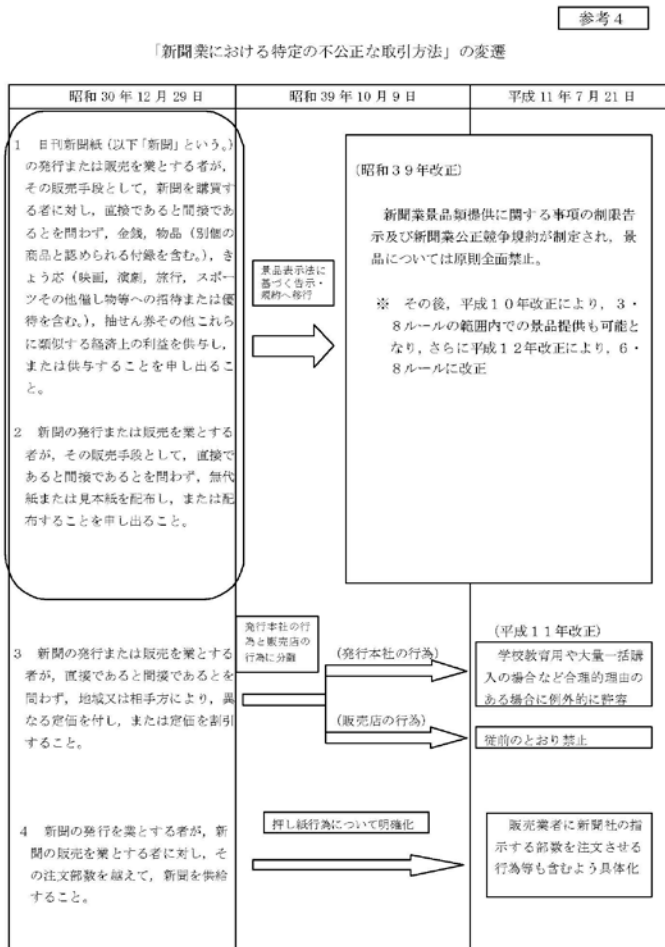 参考4
「新聞業における特定の不公正な取引方法」の変遷
昭和30年12月29日
昭和39年10月9日
平成11年7月21日
1 日刊新聞紙(以下「新聞」という。)
の発行または販売を業とする者が,
その販売手段として,新聞を購買す
る者に対し,直接であると間接であ
るとを問わず,金銭,物品(別個の
商品と認められる付録を含む。),き
ょう応(映画,演劇,旅行,スポー
ツその他催し物等への招待または優
待を含む。),抽せん券その他これら
に類似する経済上の利益を供与し,
または供与することを申し出るこ
と。
2 新聞の発行または販売を業とする
者が,その販売手段として,直接で
あると間接であるとを問わず,無代
紙または見本紙を配布し,または配
布することを申し出ること。
景品表示法に
基づく告示・
規約へ移行
(昭和39年改正)
新聞業景品類提供に関する事項の制限告
示及び新聞業公正競争規約が制定され,景
品については原則全面禁止。
※ その後,平成10年改正により,3・
8ルールの範囲内での景品提供も可能と
なり,さらに平成12年改正により,6・
8ルールに改正
3 新聞の発行または販売を業とする
者が,直接であると間接であるとを
問わず,地域又は相手方により,異
なる定価を付し,または定価を割引
すること。
発行本社の行
為と販売店の
行為に分離
(発行本社の行為)
(販売店の行為)
(平成11年改正)
学校教育用や大量一括購
入の場合など合理的理由の
ある場合に例外的に許容
従前のとおり禁止
4 新聞の発行を業とする者が,新
聞の販売を業とする者に対し,そ
の注文部数を越えて,新聞を供給
すること。
押し紙行為について明確化
販売業者に新聞社の指
示する部数を注文させる
行為等も含むよう具体化